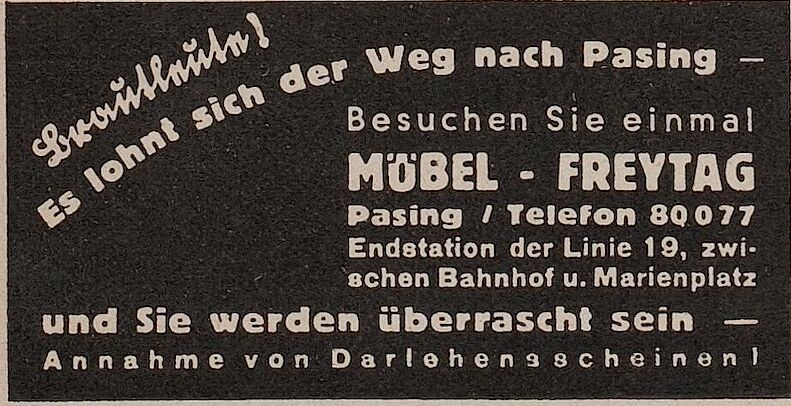 Brautleute!
Es lohnt sich der Weg nach Pasing —
Besuchen Sie einmal
MÖBEL - FREYTAG
Pasing / Telefon 80077
Endstation der Linie 19, zwi-
schen Bahnhof u. Marienplatz
und Sie werden überrascht sein —
Annahme von Darlehensscheinen!